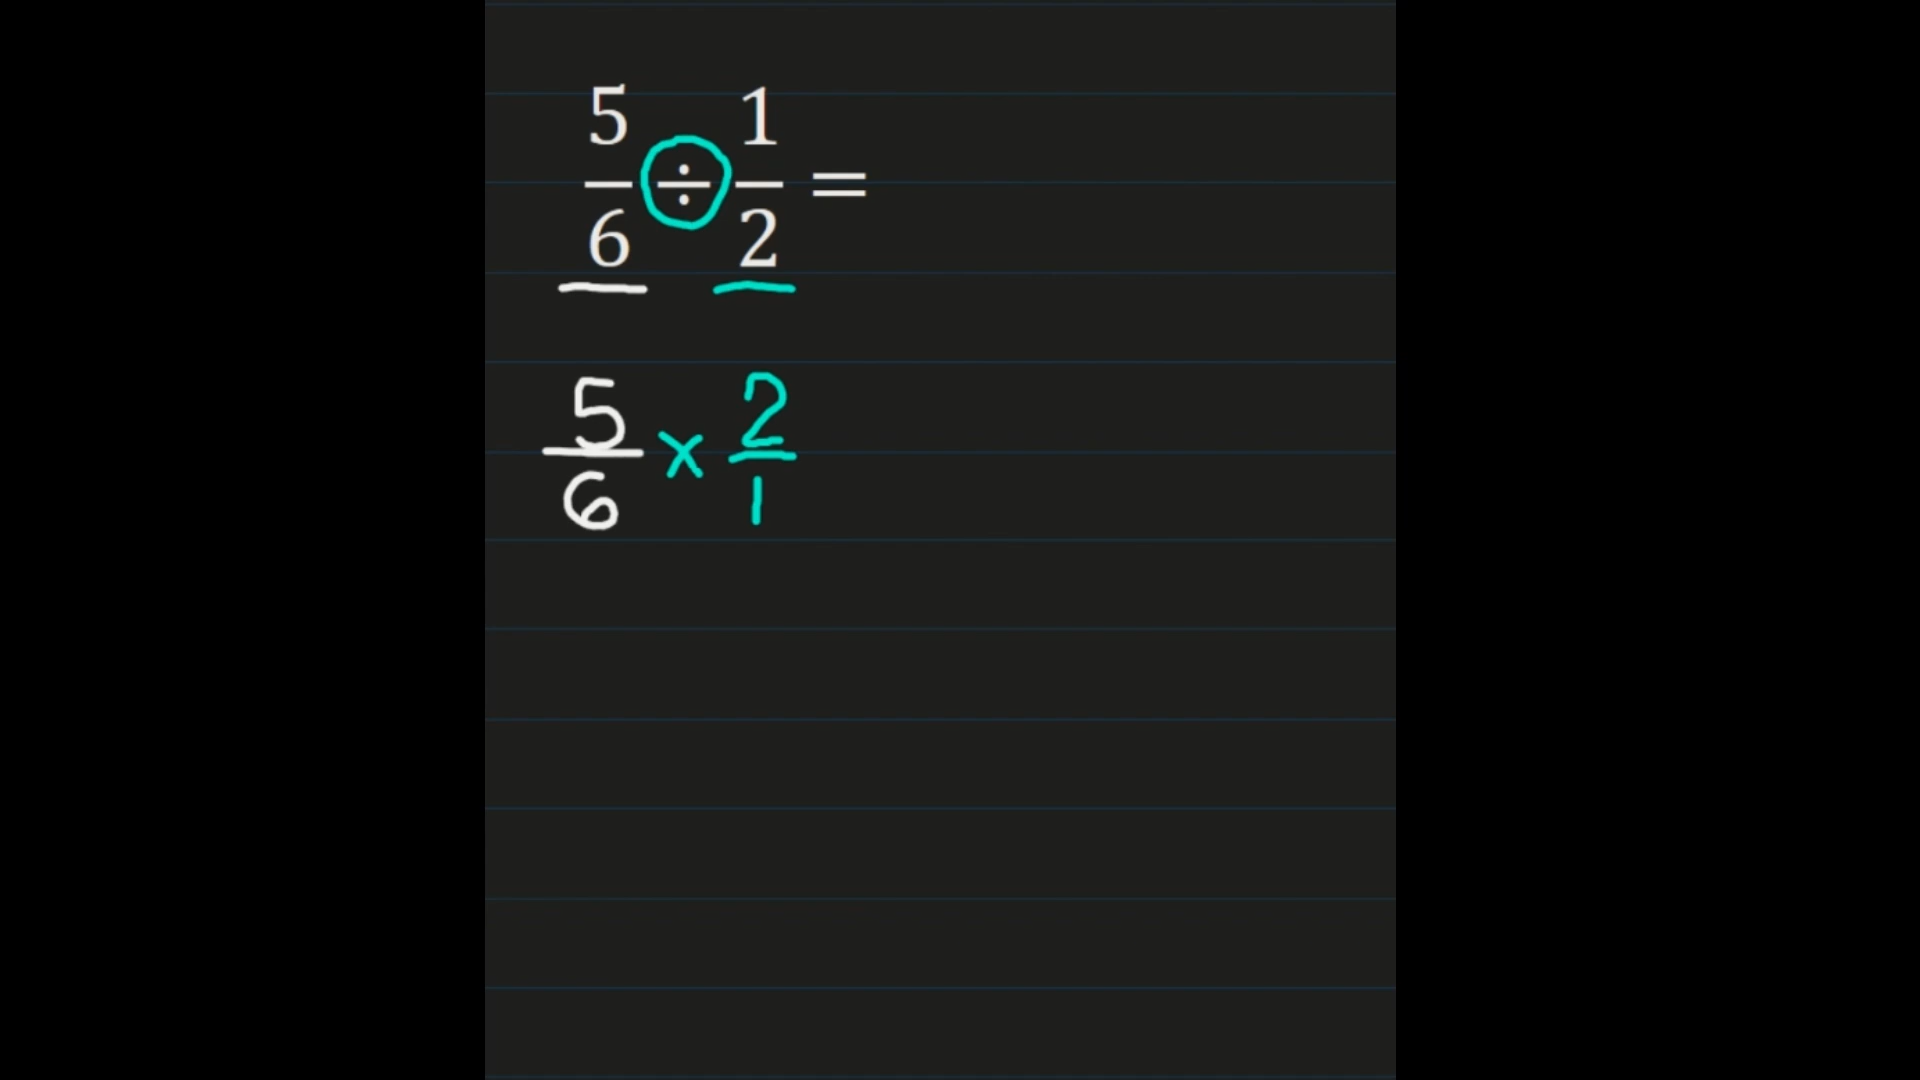 5/6 ÷ 1/2 =
5/6 × 2/1